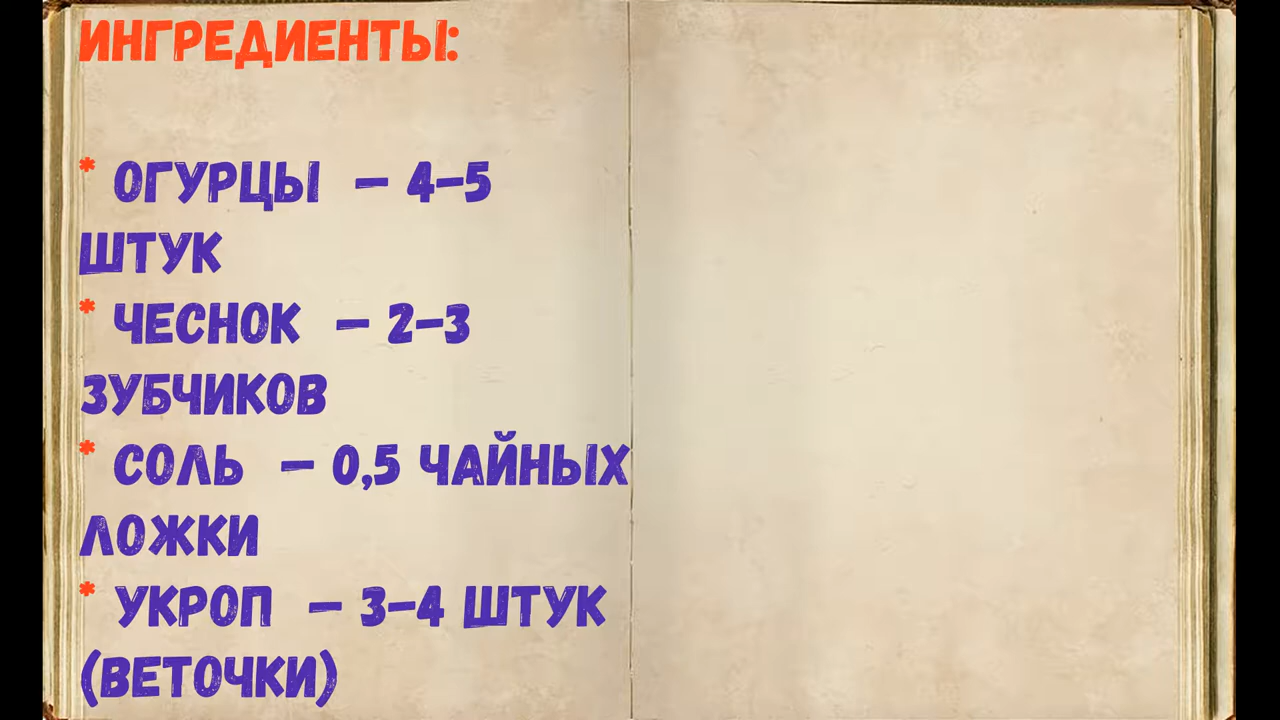 ИНГРЕДИЕНТЫ:
* ОГУРЦЫ – 4–5
ШТУК
* ЧЕСНОК – 2–3
ЗУБЧИКОВ
* СОЛЬ – 0,5 ЧАЙНЫХ
ЛОЖКИ
* УКРОП – 3–4 ШТУК
(ВЕТОЧКИ)